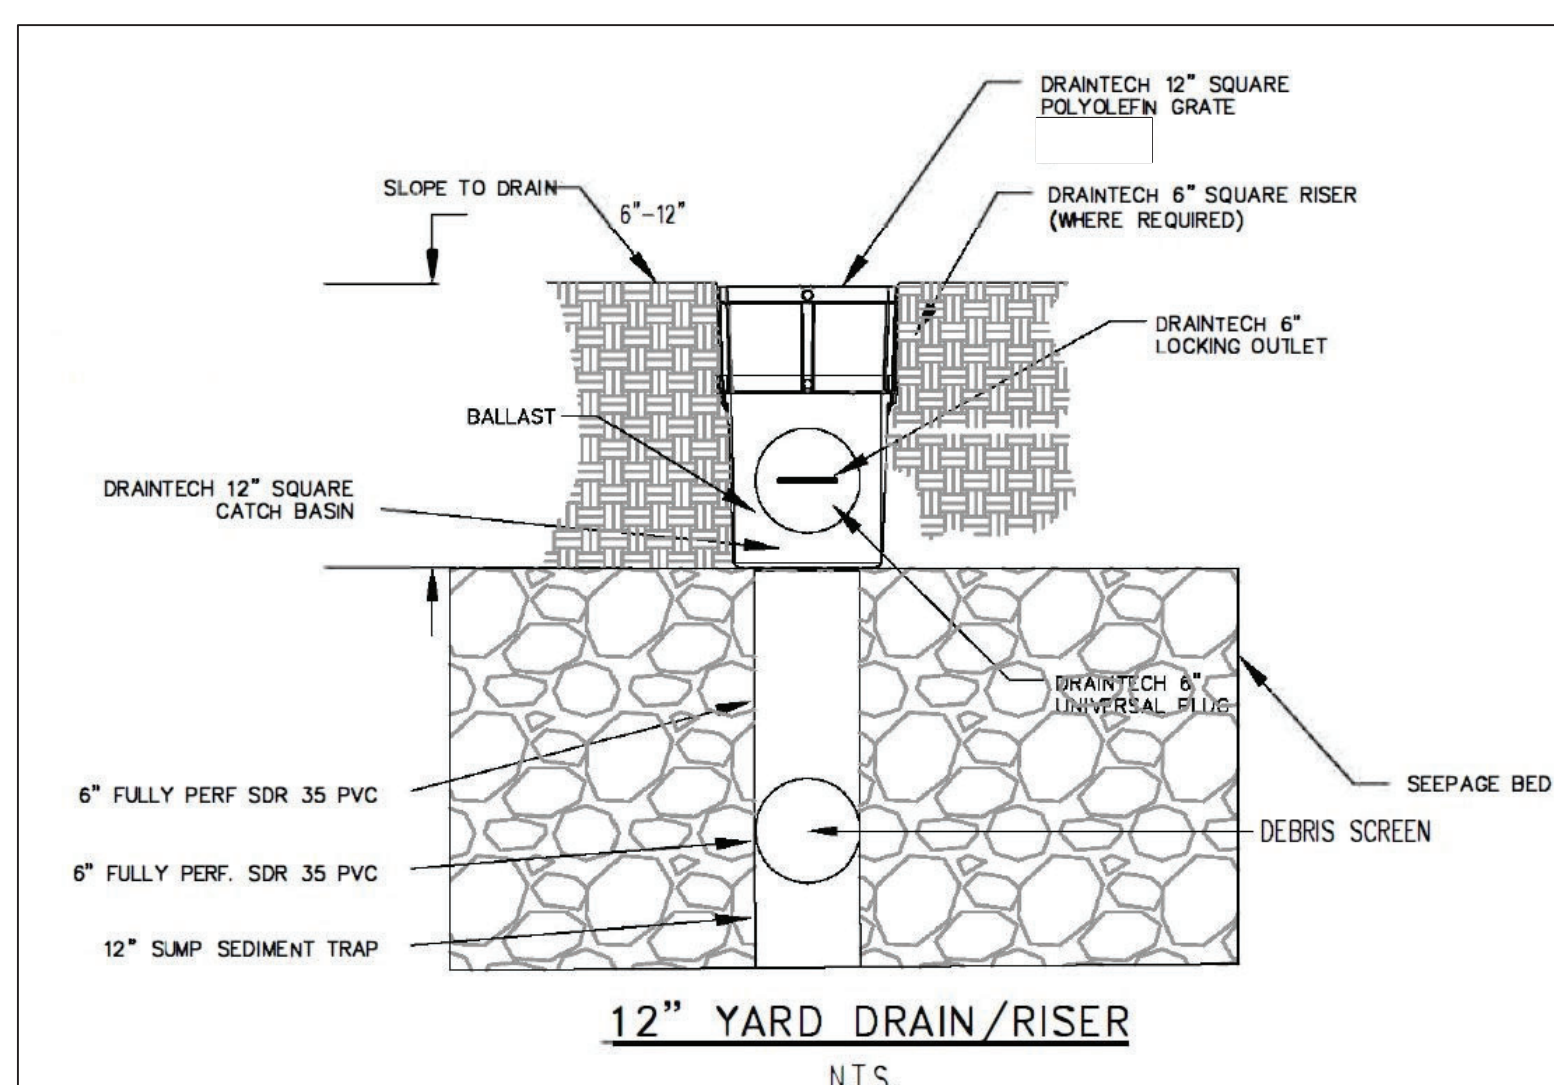 DRAINTECH 12" SQUARE
POLYOLEFIN GRATE
SLOPE TO DRAIN
6"-12"
DRAINTECH 6" SQUARE RISER
(WHERE REQUIRED)
DRAINTECH 6"
LOCKING OUTLET
BALLAST
DRAINTECH 12" SQUARE
CATCH BASIN
DRAINTECH 6"
UNIVERSAL PLUG
6" FULLY PERF SDR 35 PVC
SEEPAGE BED
DEBRIS SCREEN
6" FULLY PERF. SDR 35 PVC
12" SUMP SEDIMENT TRAP
12" YARD DRAIN/RISER
N.T.S.